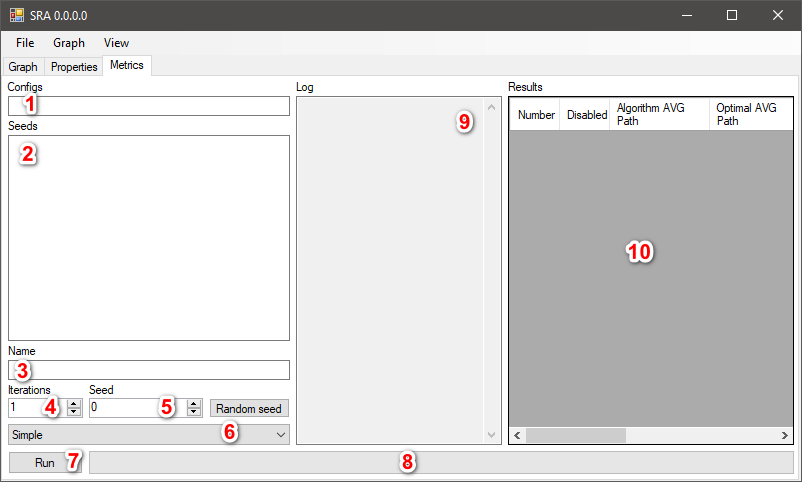 SRA 0.0.0.0
File Graph View
Graph Properties Metrics
Configs Log Results
1
Number Disabled Algorithm AVG Path Optimal AVG Path
9
Seeds
2
10
Name
3
Iterations Seed
1 4 0 5 Random seed
Simple 6
Run 7 8